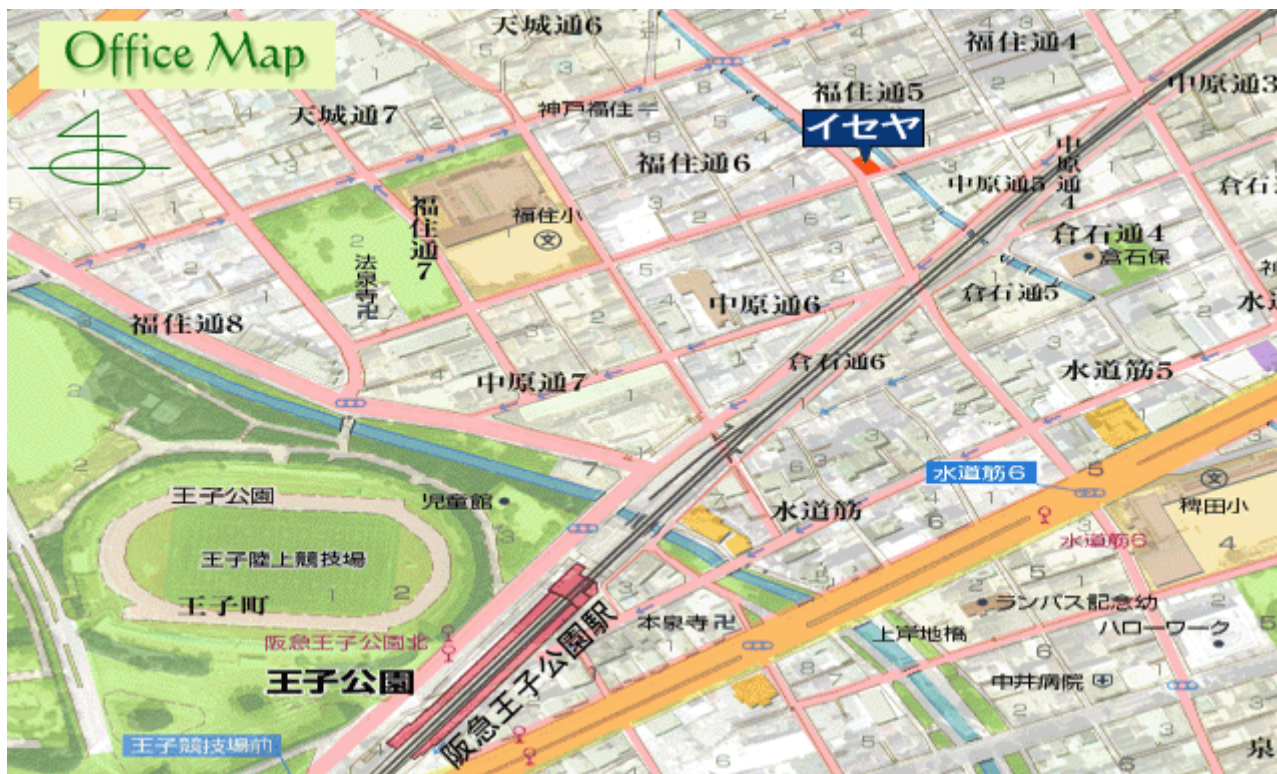 Office Map
天城通6
福住通4
中原通3
天城通7
神戸福住〒
福住通5
イセヤ
福住通6
中原通4
中原通5
福住通7
福住小
文
倉石通4
倉石保
法泉寺卍
倉石通5
中原通6
福住通8
倉石通6
水道筋5
中原通7
王子公園
児童館
水道筋6
文
稗田小
水道筋
水道筋6
王子陸上競技場
王子町
ランバス記念幼
ハローワーク
阪急王子公園北
本泉寺卍
上岸地橋
王子公園
阪急王子公園駅
中井病院
王子競技場前
泉